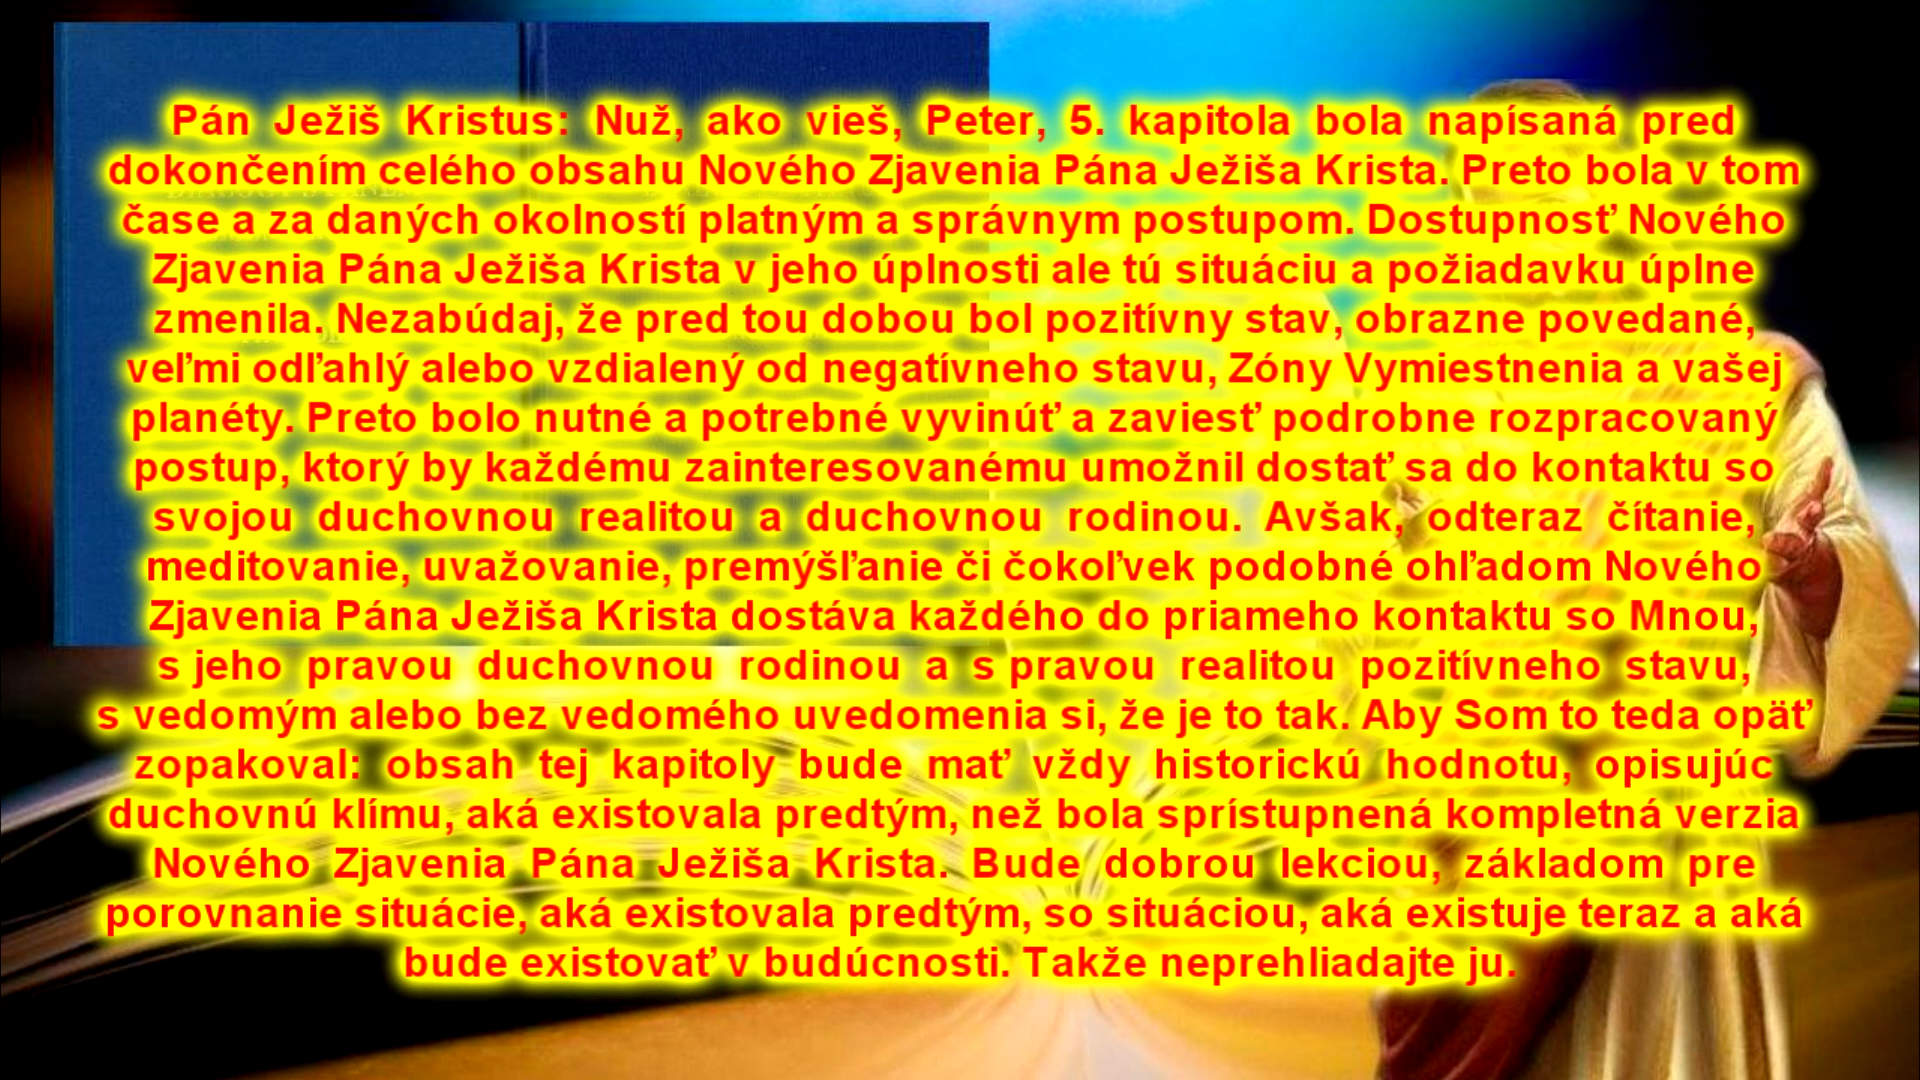 Pán Ježiš Kristus: Nuž, ako vieš, Peter, 5. kapitola bola napísaná pred
dokončením celého obsahu Nového Zjavenia Pána Ježiša Krista. Preto bola v tom
čase a za daných okolností platným a správnym postupom. Dostupnosť Nového
Zjavenia Pána Ježiša Krista v jeho úplnosti ale tú situáciu a požiadavku úplne
zmenila. Nezabúdaj, že pred tou dobou bol pozitívny stav, obrazne povedané,
veľmi odľahlý alebo vzdialený od negatívneho stavu, Zóny Vymiestnenia a vašej
planéty. Preto bolo nutné a potrebné vyvinúť a zaviesť podrobne rozpracovaný
postup, ktorý by každému zainteresovanému umožnil dostať sa do kontaktu so
svojou duchovnou realitou a duchovnou rodinou. Avšak, odteraz čítanie,
meditovanie, uvažovanie, premýšľanie či čokoľvek podobné ohľadom Nového
Zjavenia Pána Ježiša Krista dostáva každého do priameho kontaktu so Mnou,
s jeho pravou duchovnou rodinou a s pravou realitou pozitívneho stavu,
s vedomým alebo bez vedomého uvedomenia si, že je to tak. Aby Som to teda opäť
zopakoval: obsah tej kapitoly bude mať vždy historickú hodnotu, opisujúc
duchovnú klímu, aká existovala predtým, než bola sprístupnená kompletná verzia
Nového Zjavenia Pána Ježiša Krista. Bude dobrou lekciou, základom pre
porovnanie situácie, aká existovala predtým, so situáciou, aká existuje teraz a aká
bude existovať v budúcnosti. Takže neprehliadajte ju.